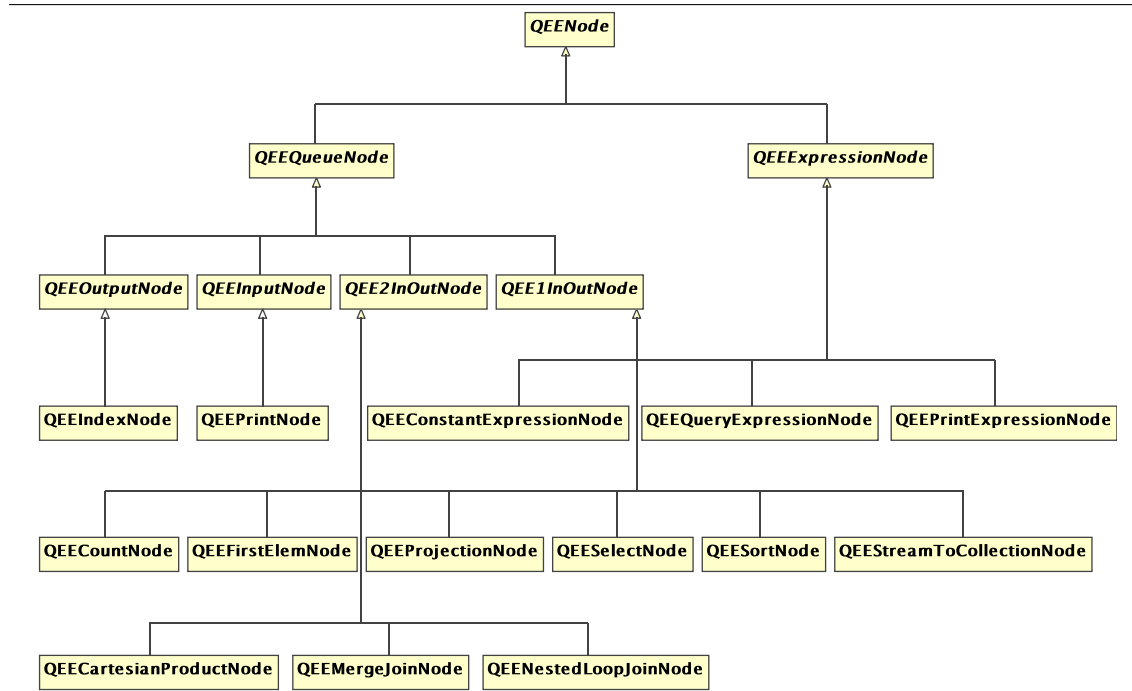 QEENode
QEEQueueNode
QEEExpressionNode
QEEOutputNode
QEEInputNode
QEE2InOutNode
QEE1InOutNode
QEEIndexNode
QEEPrintNode
QEEConstantExpressionNode
QEEQueryExpressionNode
QEEPrintExpressionNode
QEECountNode
QEEFirstElemNode
QEEProjectionNode
QEESelectNode
QEESortNode
QEEStreamToCollectionNode
QEECartesianProductNode
QEEMergeJoinNode
QEENestedLoopJoinNode